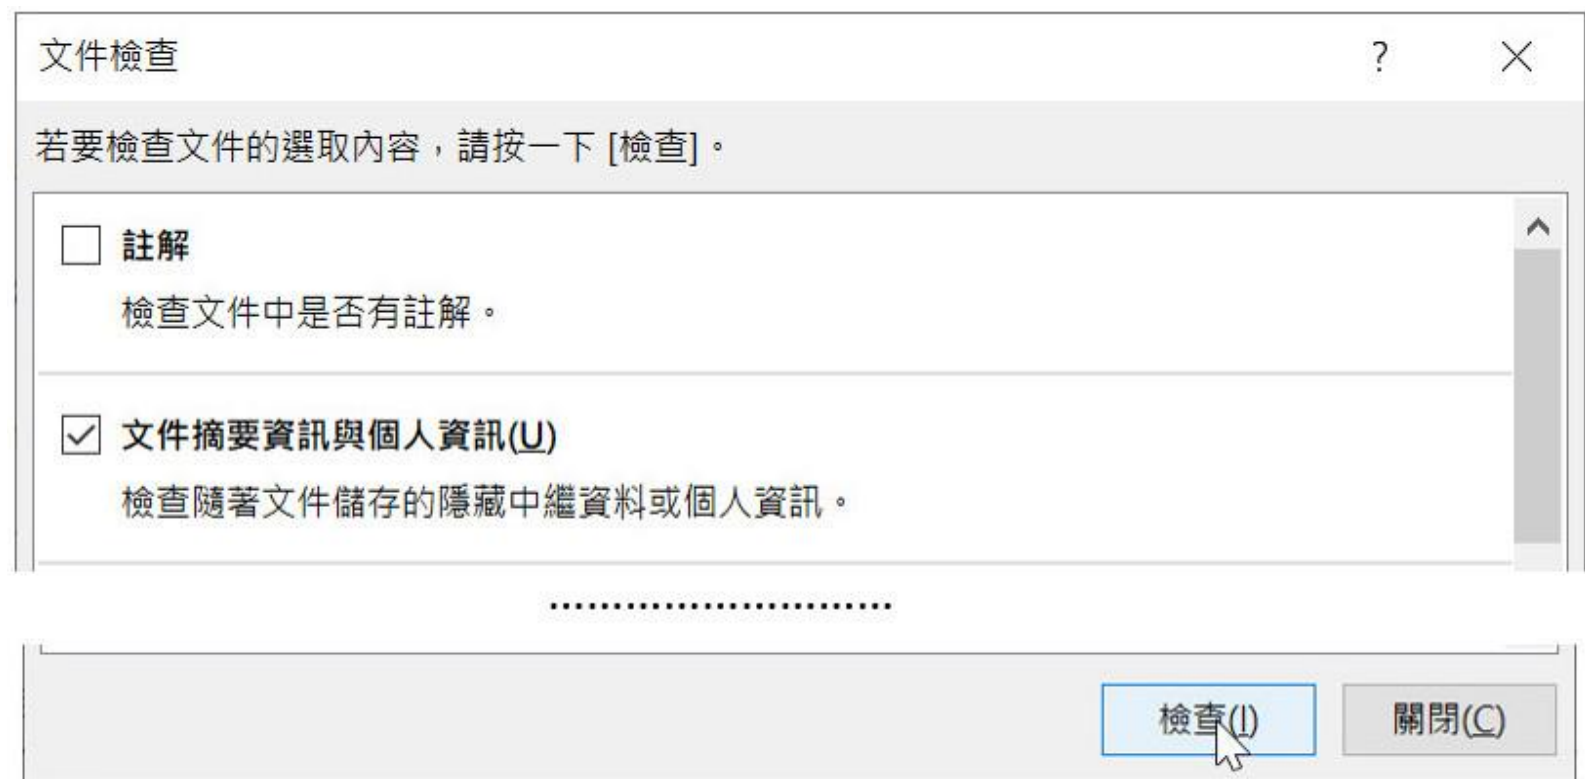 文件檢查
若要檢查文件的選取內容，請按一下 [檢查]。
註解
檢查文件中是否有註解。
文件摘要資訊與個人資訊(U)
檢查隨著文件儲存的隱藏中繼資料或個人資訊。
...........................
檢查(I) 關閉(C)